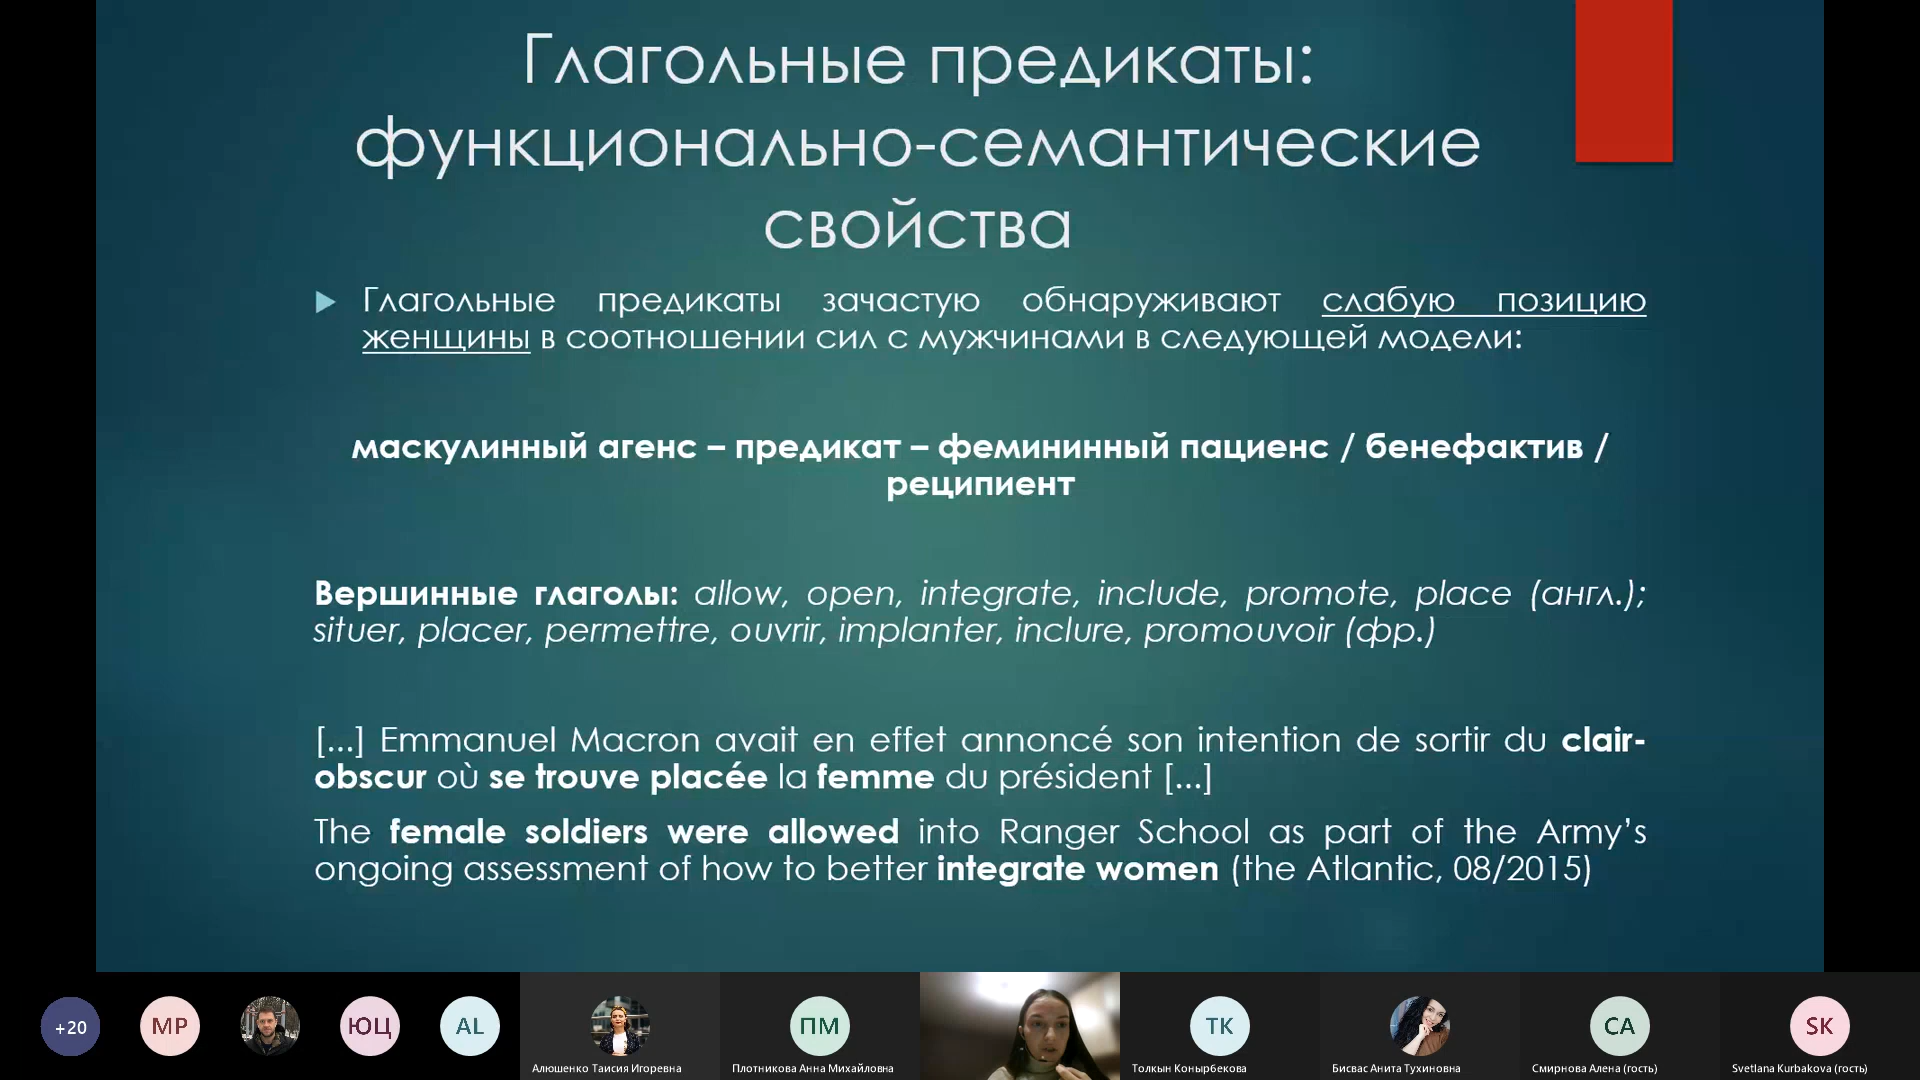 Глагольные предикаты:
функционально-семантические
свойства
Глагольные предикаты зачастую обнаруживают слабую позицию
женщины в соотношении сил с мужчинами в следующей модели:
маскулинный агенс – предикат – фемининный пациенс / бенефактив /
реципиент
Вершинные глаголы: allow, open, integrate, include, promote, place (англ.);
situer, placer, permettre, ouvrir, implanter, inclure, promouvoir (фр.)
[...] Emmanuel Macron avait en effet annoncé son intention de sortir du clair-
obscur où se trouve placée la femme du président [...]
The female soldiers were allowed into Ranger School as part of the Army’s
ongoing assessment of how to better integrate women (the Atlantic, 08/2015)
+20
МР
ЮЦ
AL
ПМ
ТК
СА
SK
Алюшенко Таисия Игоревна
Плотникова Анна Михайловна
Толкын Конырбекова
Бисвас Анита Тухиновна
Смирнова Алена (гость)
Svetlana Kurbakova (гость)